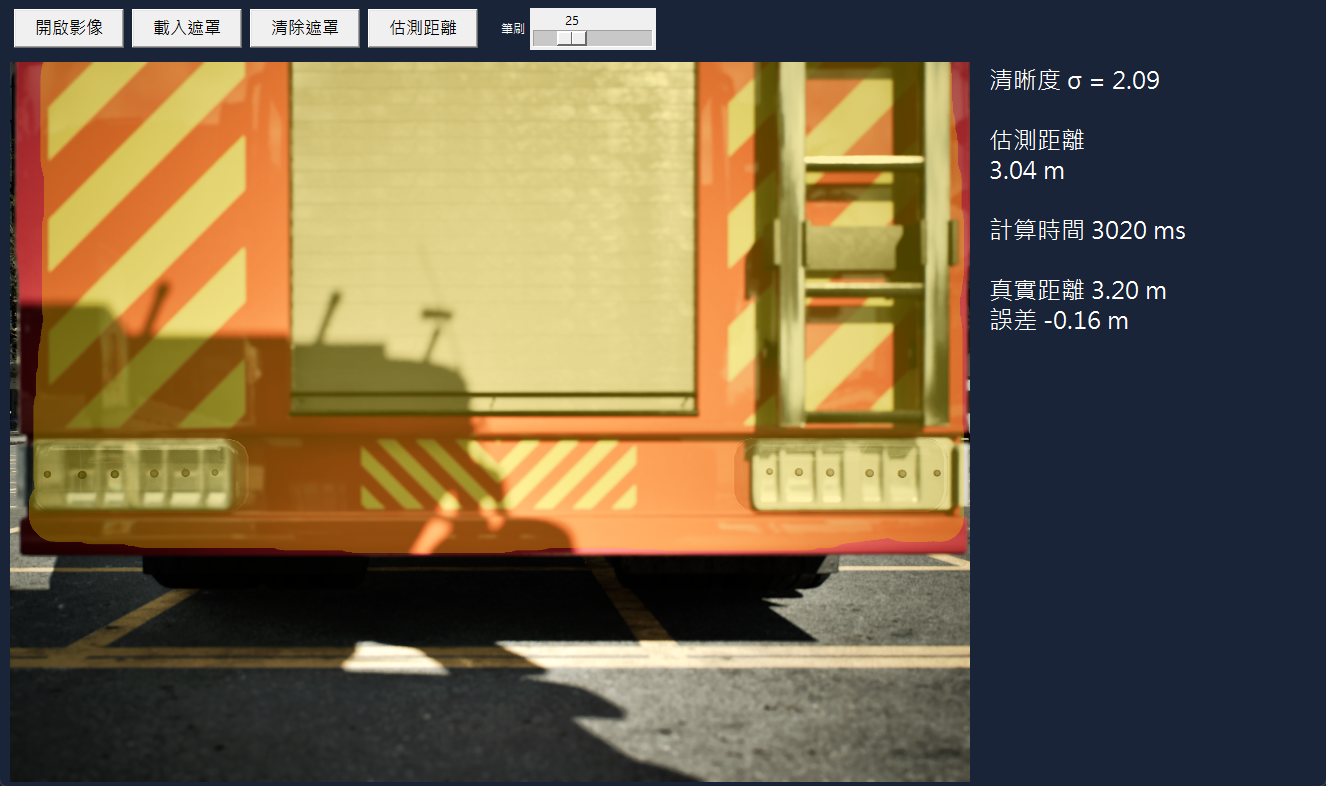 開啟影像
載入遮罩
清除遮罩
估測距離
筆刷
25
清晰度 σ = 2.09
估測距離
3.04 m
計算時間 3020 ms
真實距離 3.20 m
誤差 -0.16 m